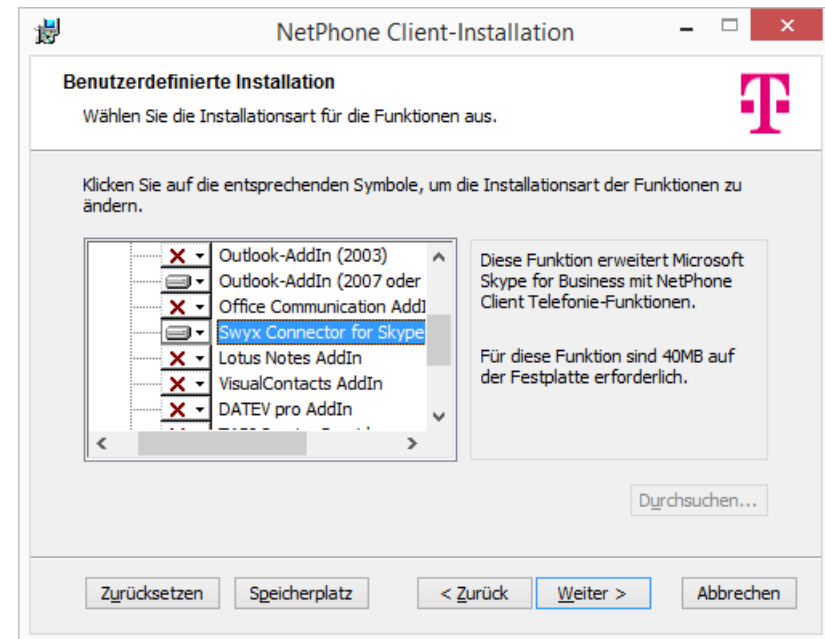 NetPhone Client-Installation
Benutzerdefinierte Installation
Wählen Sie die Installationsart für die Funktionen aus.
Klicken Sie auf die entsprechenden Symbole, um die Installationsart der Funktionen zu
ändern.
Outlook-AddIn (2003)
Outlook-AddIn (2007 oder
Office Communication AddI
Swyx Connector for Skype
Lotus Notes AddIn
VisualContacts AddIn
DATEV pro AddIn
Diese Funktion erweitert Microsoft
Skype for Business mit NetPhone
Client Telefonie-Funktionen.
Für diese Funktion sind 40MB auf
der Festplatte erforderlich.
Durchsuchen...
Zurücksetzen
Speicherplatz
< Zurück
Weiter >
Abbrechen